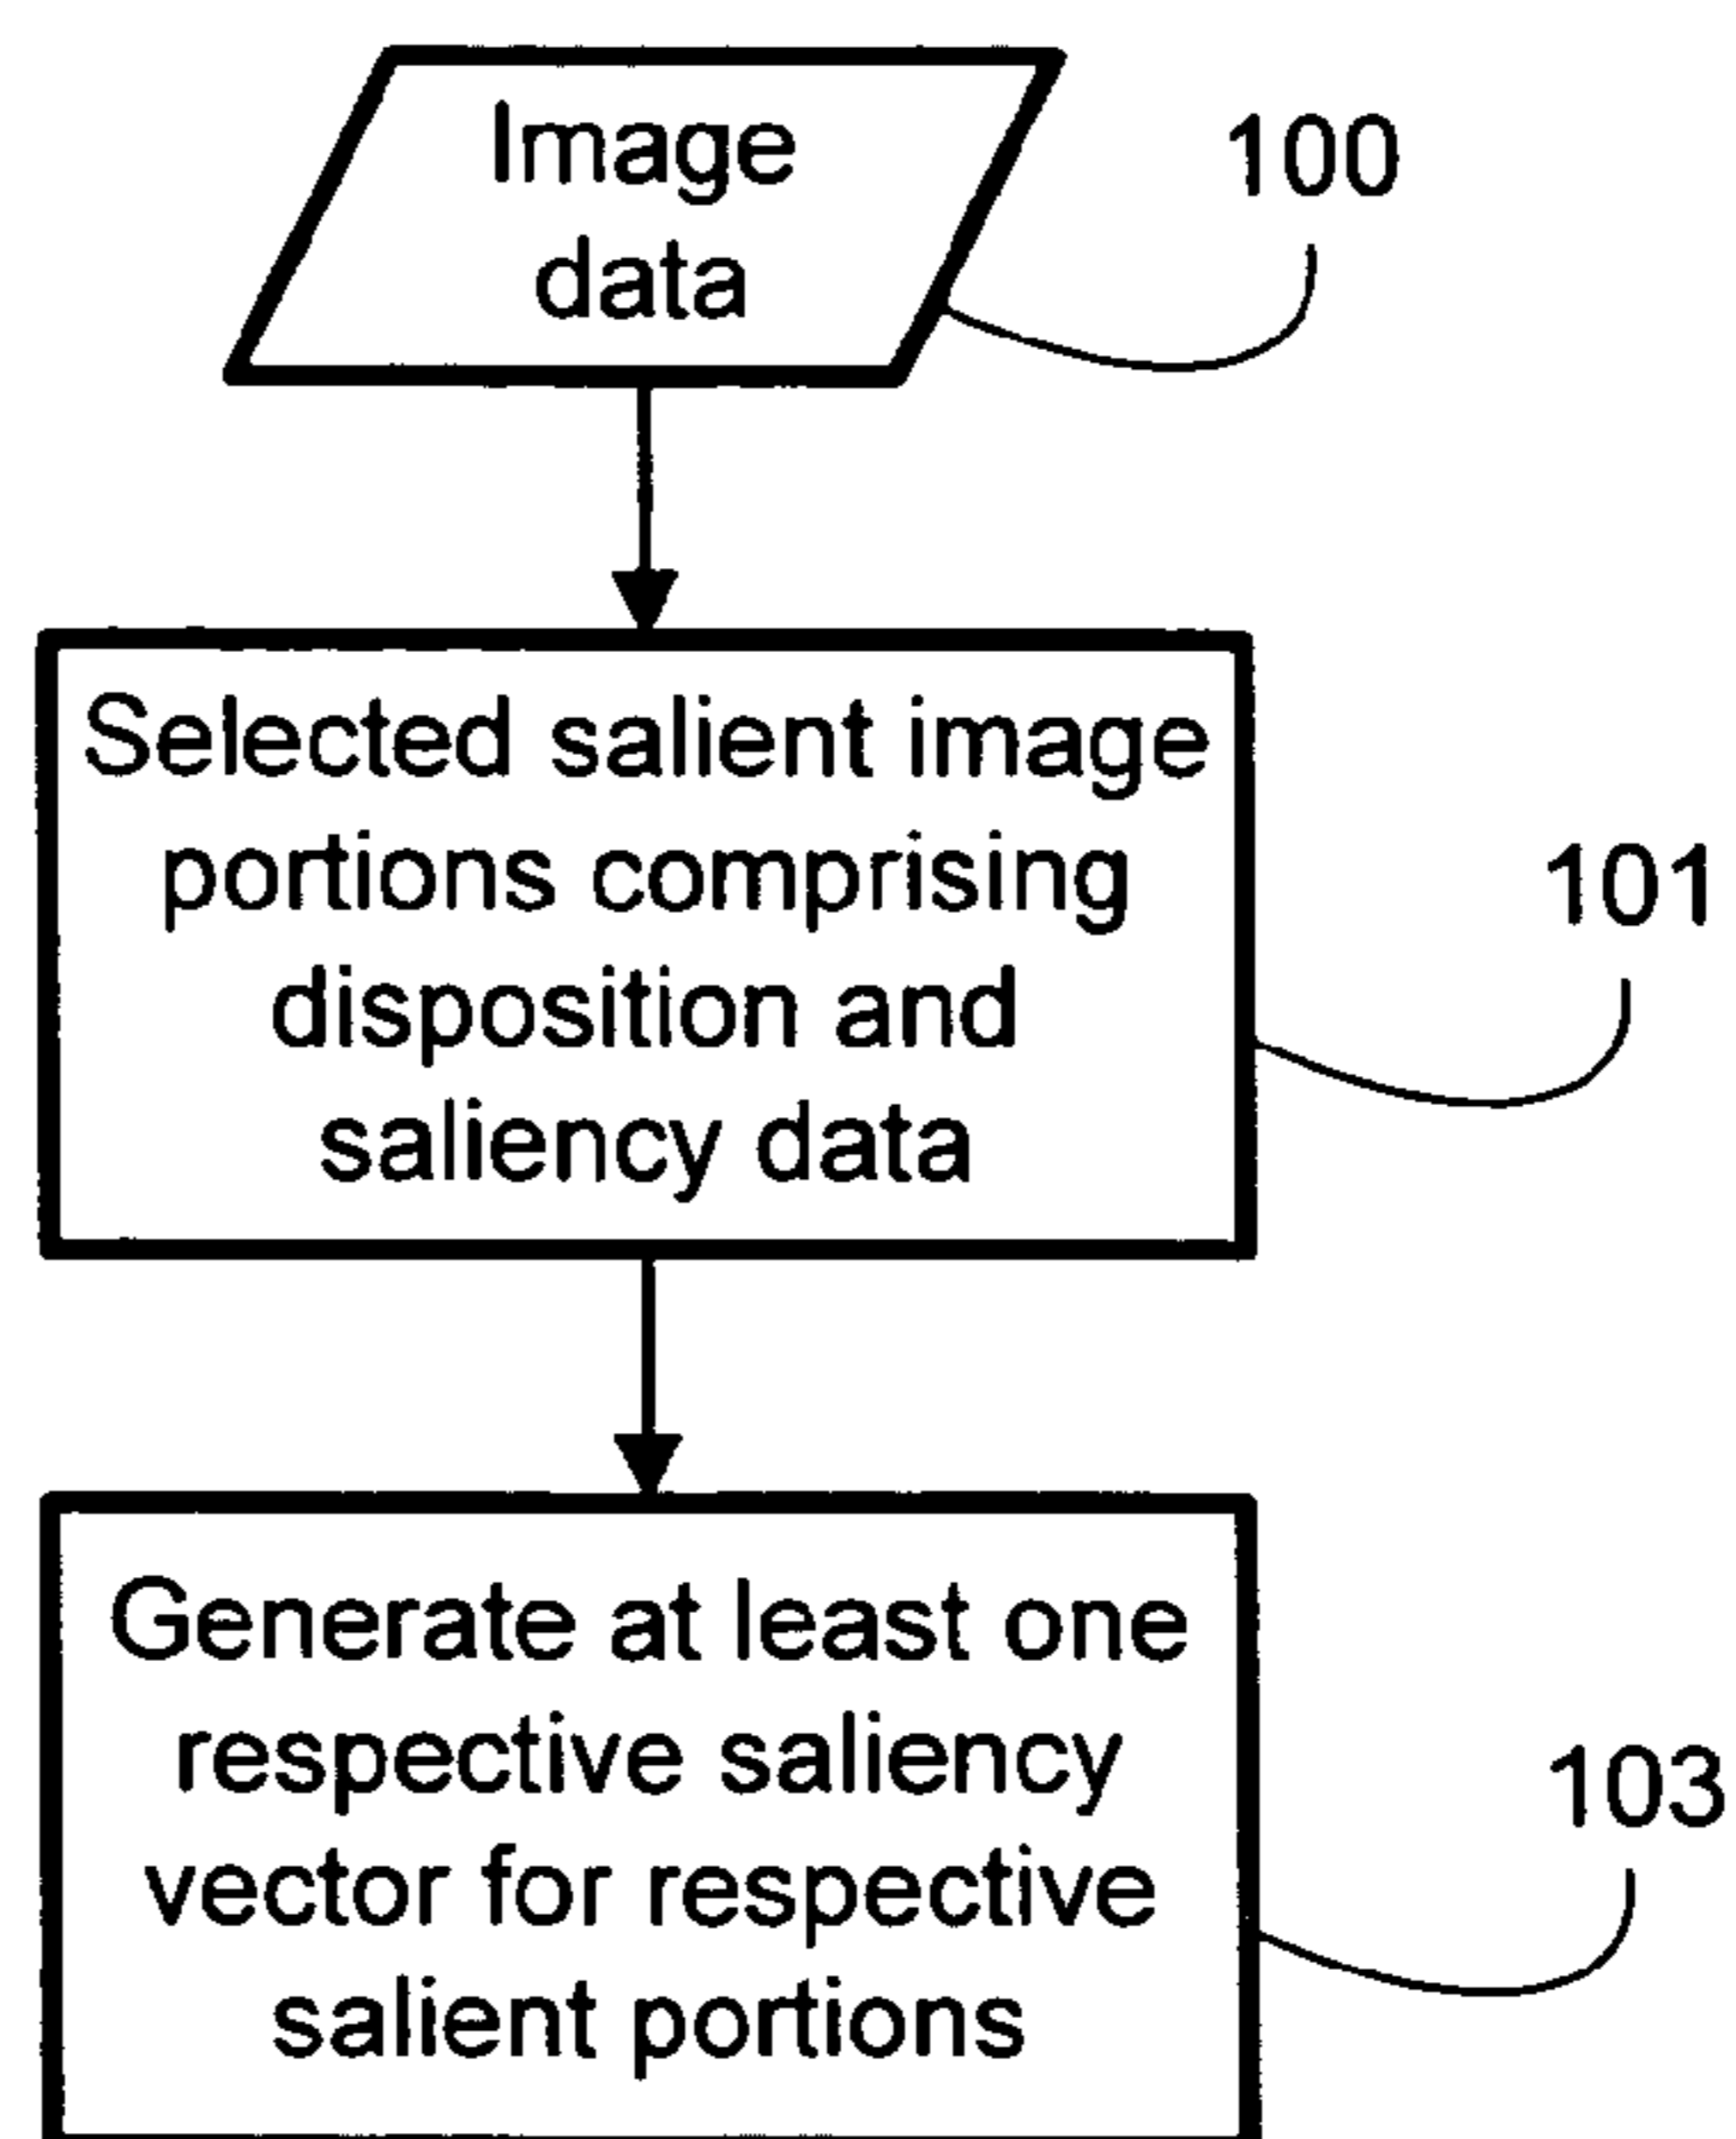 Image
data
100
Selected salient image
portions comprising
disposition and
saliency data
101
Generate at least one
respective saliency
vector for respective
salient portions
103